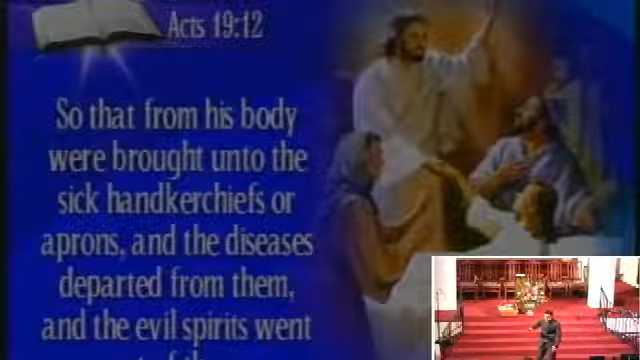 Acts 19:12
So that from his body
were brought unto the
sick handkerchiefs or
aprons, and the diseases
departed from them,
and the evil spirits went